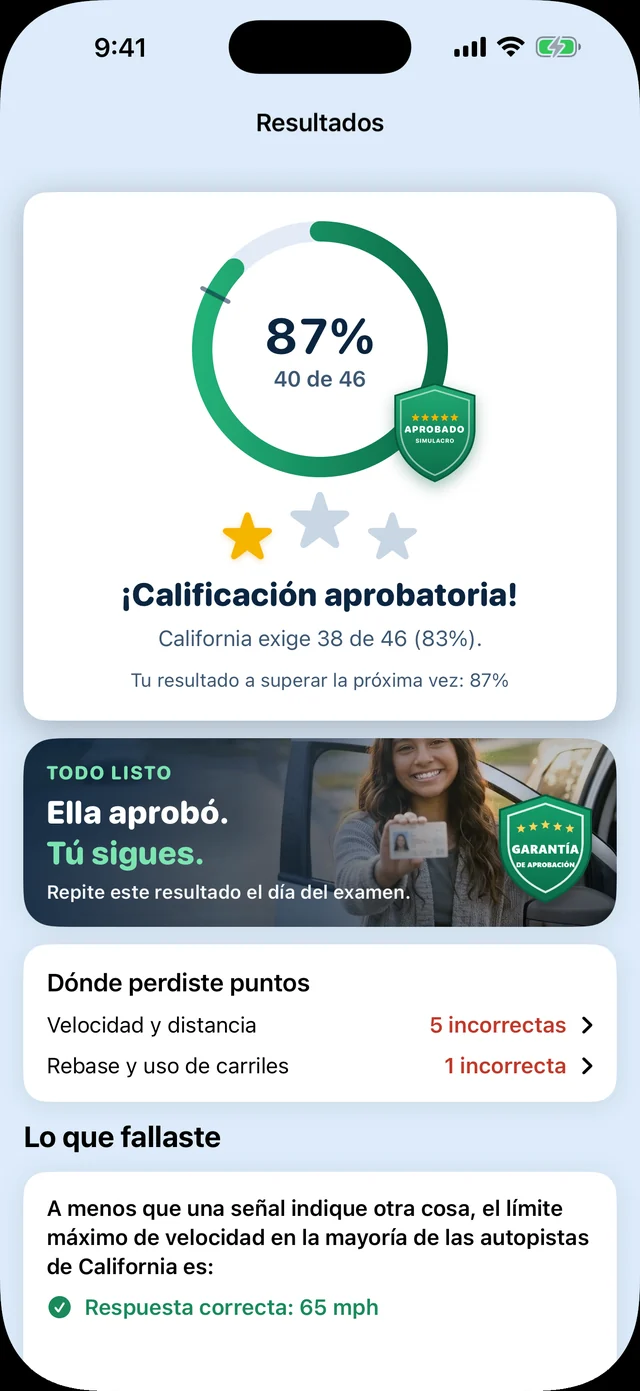 9:41
Resultados
87%
40 de 46
APROBADO
SIMULACRO
¡Calificación aprobatoria!
California exige 38 de 46 (83%).
Tu resultado a superar la próxima vez: 87%
TODO LISTO
Ella aprobó.
Tú sigues.
Repite este resultado el día del examen.
GARANTÍA
DE APROBACIÓN
Dónde perdiste puntos
Velocidad y distancia 5 incorrectas
Rebase y uso de carriles 1 incorrecta
Lo que fallaste
A menos que una señal indique otra cosa, el límite
máximo de velocidad en la mayoría de las autopistas
de California es:
Respuesta correcta: 65 mph